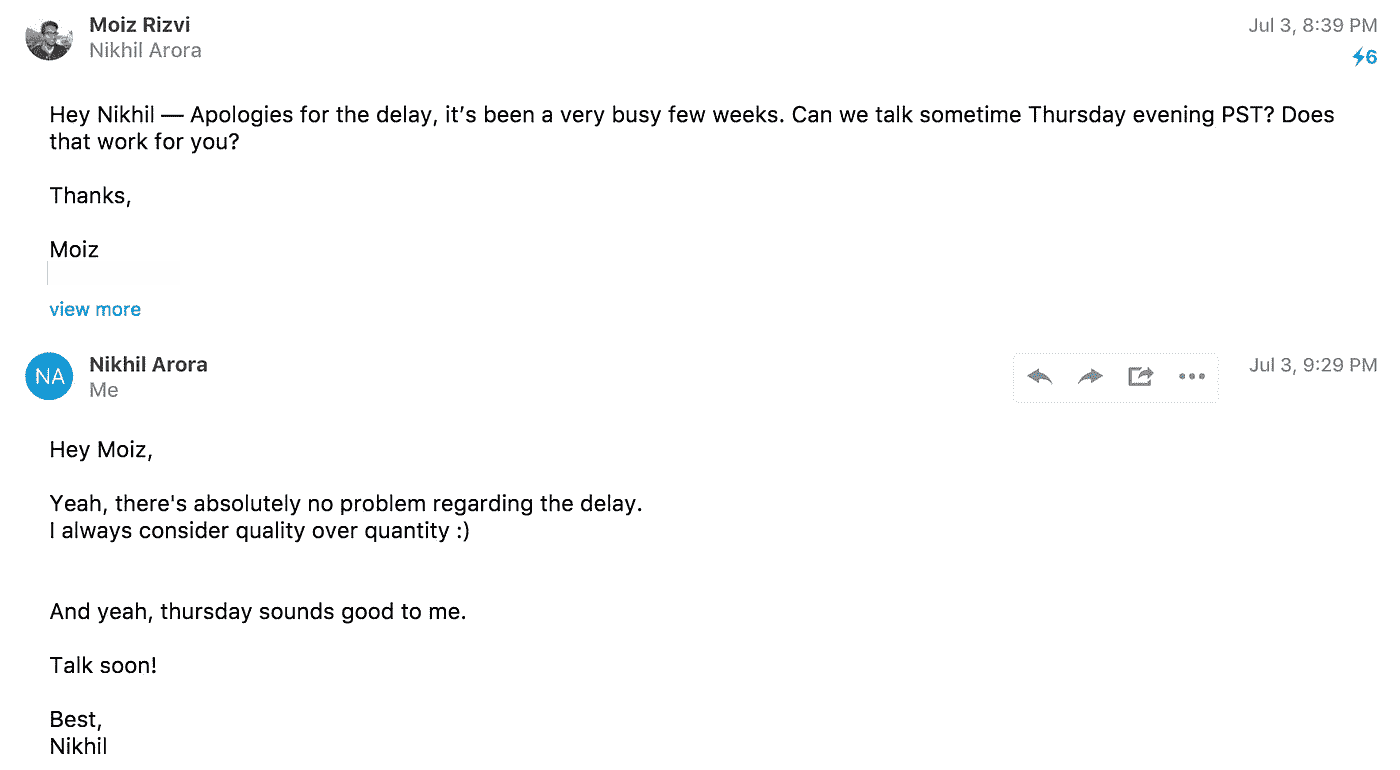 Moiz Rizvi
Jul 3, 8:39 PM
Nikhil Arora
6
Hey Nikhil — Apologies for the delay, it’s been a very busy few weeks. Can we talk sometime Thursday evening PST? Does
that work for you?
Thanks,
Moiz
view more
NA
Nikhil Arora
Jul 3, 9:29 PM
Me
Hey Moiz,
Yeah, there's absolutely no problem regarding the delay.
I always consider quality over quantity :)
And yeah, thursday sounds good to me.
Talk soon!
Best,
Nikhil